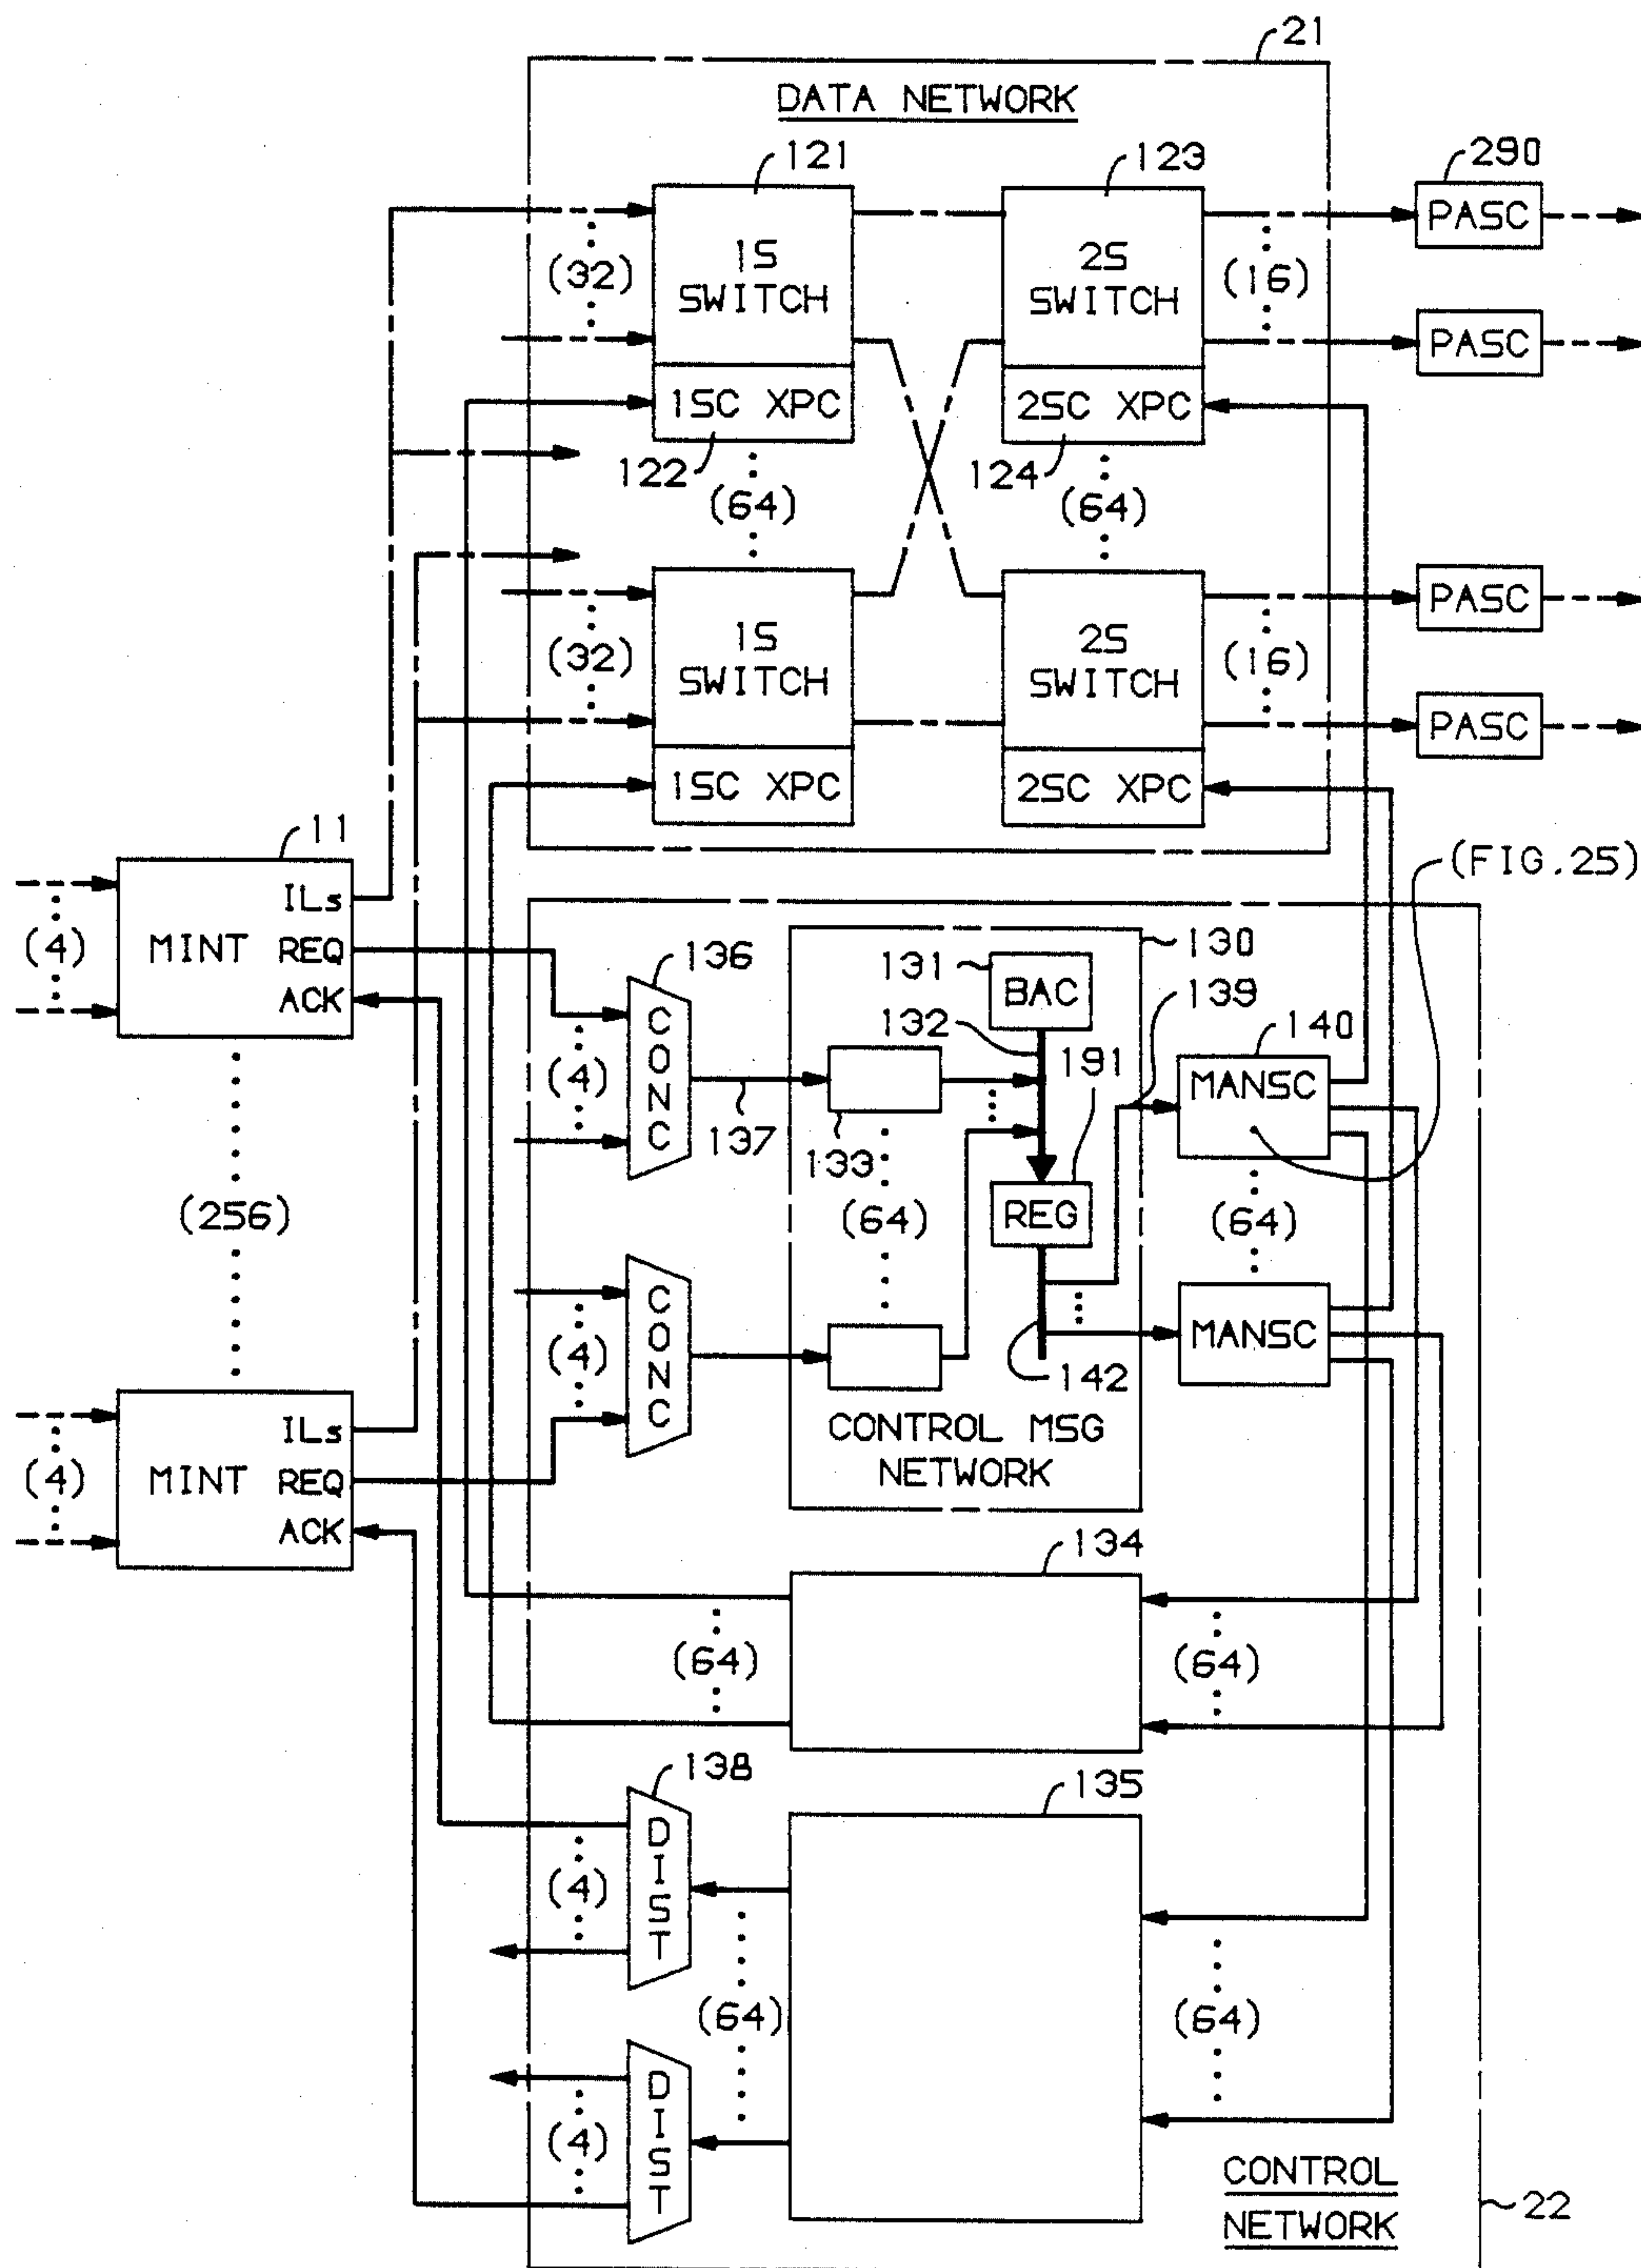 21
DATA NETWORK
121
123
290
1S
SWITCH
2S
SWITCH
(32)
(16)
PASC
PASC
1SC XPC
2SC XPC
122
124
(64)
(64)
1S
SWITCH
2S
SWITCH
(32)
(16)
PASC
PASC
1SC XPC
2SC XPC
11
(FIG.25)
ILs
MINT REQ
ACK
(4)
136
CONC
(4)
137
130
131
BAC
132
139
191
133
REG
(64)
140
MANSC
(64)
(256)
CONC
(4)
142
MANSC
CONTROL MSG
NETWORK
ILs
MINT REQ
ACK
(4)
134
(64)
(64)
138
DIST
(4)
135
(64)
(64)
DIST
(4)
CONTROL
NETWORK
22